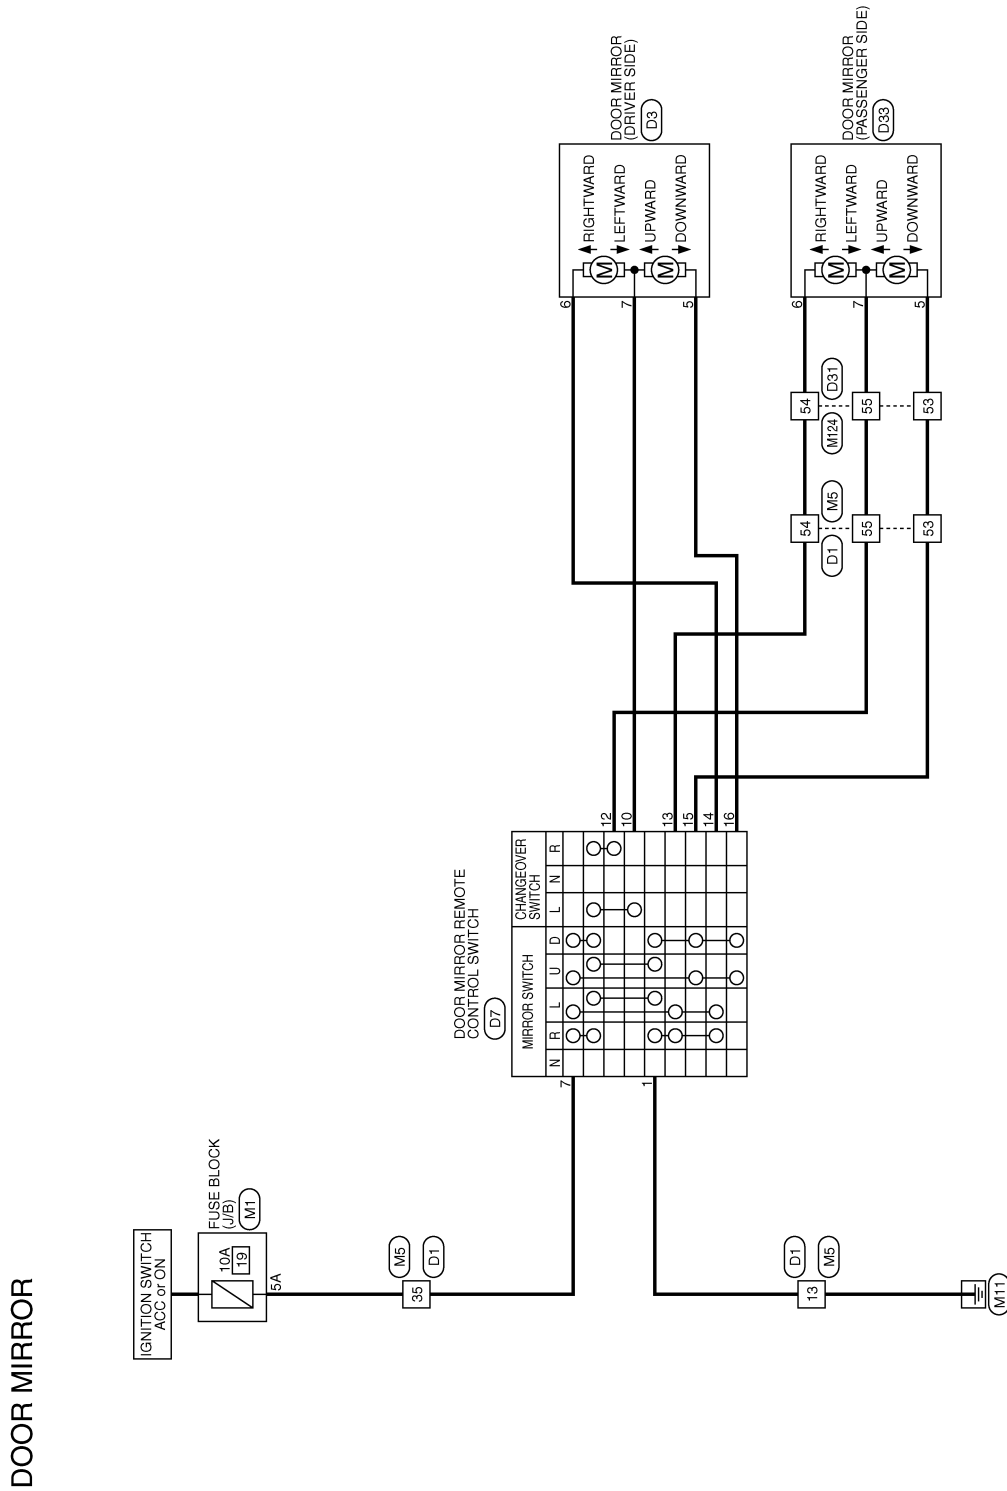 DOOR MIRROR
IGNITION SWITCH
ACC or ON
FUSE BLOCK
(J/B)
M1
10A
19
5A
M5
35
D1
D1
13
M5
M11
DOOR MIRROR REMOTE
CONTROL SWITCH
D7
MIRROR SWITCH
CHANGEOVER
SWITCH
N R L U D L N R
7
1
12
10
13
15
14
16
D1
M5
54
55
53
M124
D31
54
55
53
DOOR MIRROR
(DRIVER SIDE)
D3
6
7
5
M
M
RIGHTWARD
LEFTWARD
UPWARD
DOWNWARD
DOOR MIRROR
(PASSENGER SIDE)
D33
6
7
5
M
M
RIGHTWARD
LEFTWARD
UPWARD
DOWNWARD